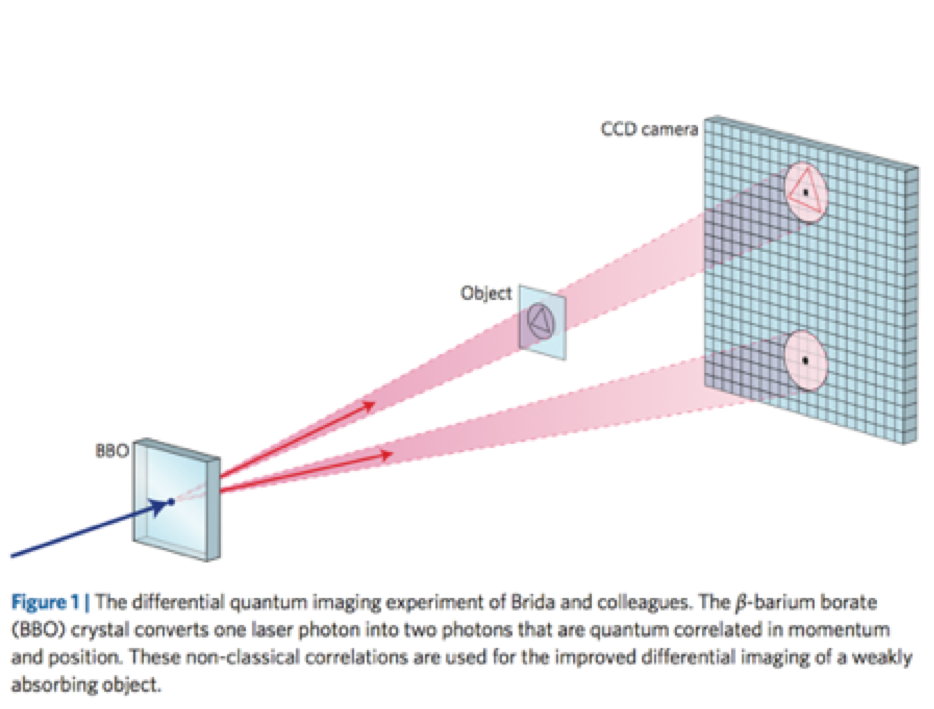 CCD camera
Object
BBO
Figure 1 | The differential quantum imaging experiment of Brida and colleagues. The β-barium borate
(BBO) crystal converts one laser photon into two photons that are quantum correlated in momentum
and position. These non-classical correlations are used for the improved differential imaging of a weakly
absorbing object.